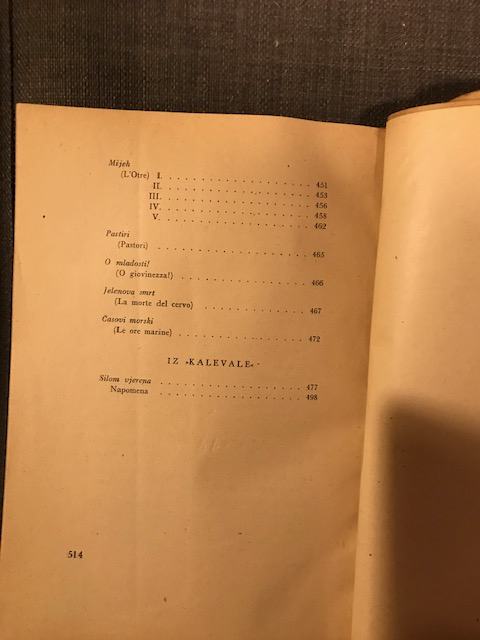 Mijeh
(L'Otre) I. . . . . . . . . . . . . . . . . 451
II. . . . . . . . . . . . . . . . . 453
III. . . . . . . . . . . . . . . . . 456
IV. . . . . . . . . . . . . . . . . 458
V. . . . . . . . . . . . . . . . . 462
Pastiri
(Pastori) . . . . . . . . . . . . . . . . . 465
O mladosti!
(O giovinezza!) . . . . . . . . . . . . . . 466
Jelenova smrt
(La morte del cervo) . . . . . . . . . . . . 467
Časovi morski
(Le ore marine) . . . . . . . . . . . . . . 472
IZ »KALEVALE«
Silom vjerena . . . . . . . . . . . . . . . . 477
Napomena . . . . . . . . . . . . . . . . 498
514